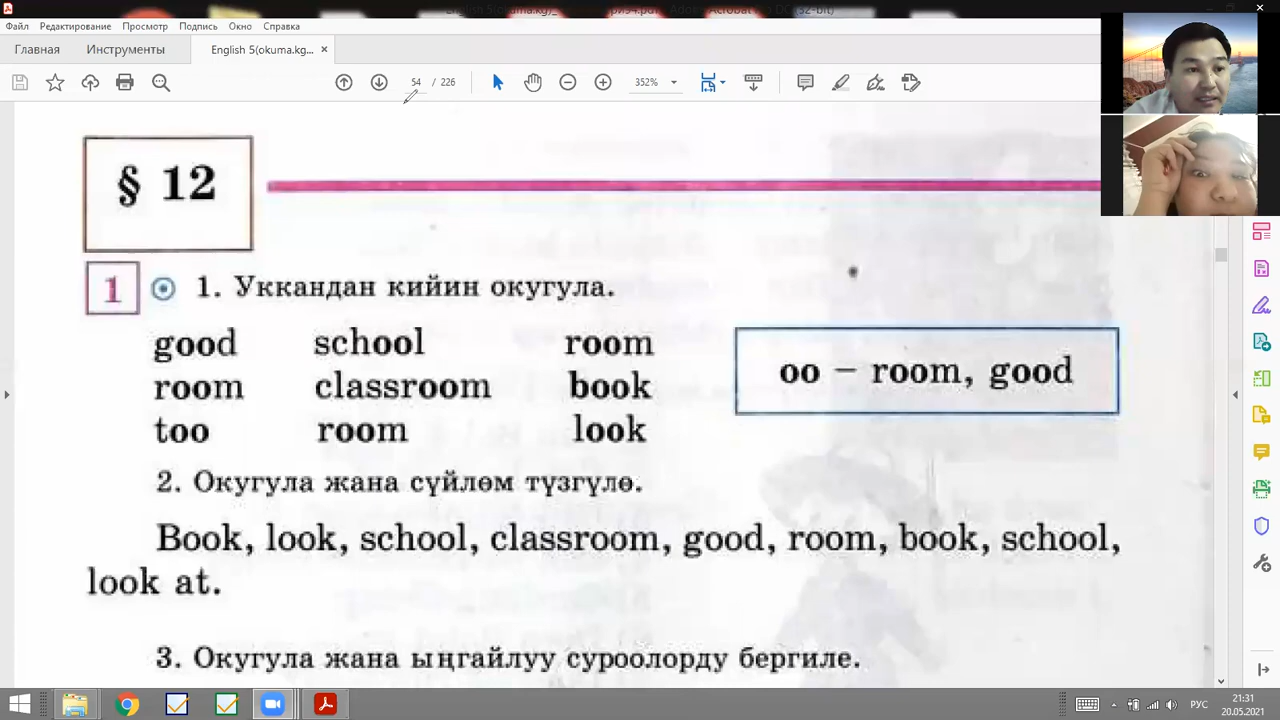 Файл Редактирование Просмотр Подпись Окно Справка
Главная Инструменты English 5(okuma.kg... ×
54 / 226 352%
§ 12
1 1. Уккандан кийин окугула.
good school room
room classroom book
too room look
oo – room, good
2. Окугула жана сүйлөм түзгүлө.
Book, look, school, classroom, good, room, book, school,
look at.
3. Окугула жана ыңгайлуу суроолорду бергиле.
РУС
21:31
20.05.2021